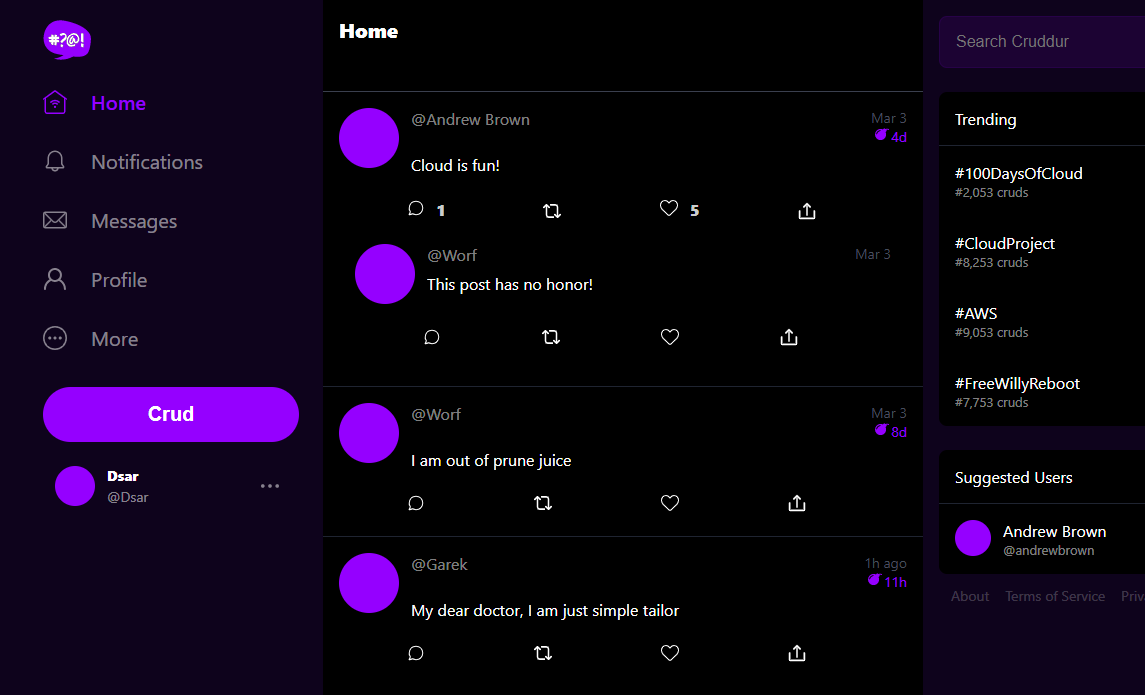 #?@!
Home
Notifications
Messages
Profile
More
Crud
Dsar
@Dsar
Home
@Andrew Brown
Mar 3
4d
Cloud is fun!
1
5
@Worf
Mar 3
This post has no honor!
@Worf
Mar 3
8d
I am out of prune juice
@Garek
1h ago
11h
My dear doctor, I am just simple tailor
Search Cruddur
Trending
#100DaysOfCloud
#2,053 cruds
#CloudProject
#8,253 cruds
#AWS
#9,053 cruds
#FreeWillyReboot
#7,753 cruds
Suggested Users
Andrew Brown
@andrewbrown
About Terms of Service Priv